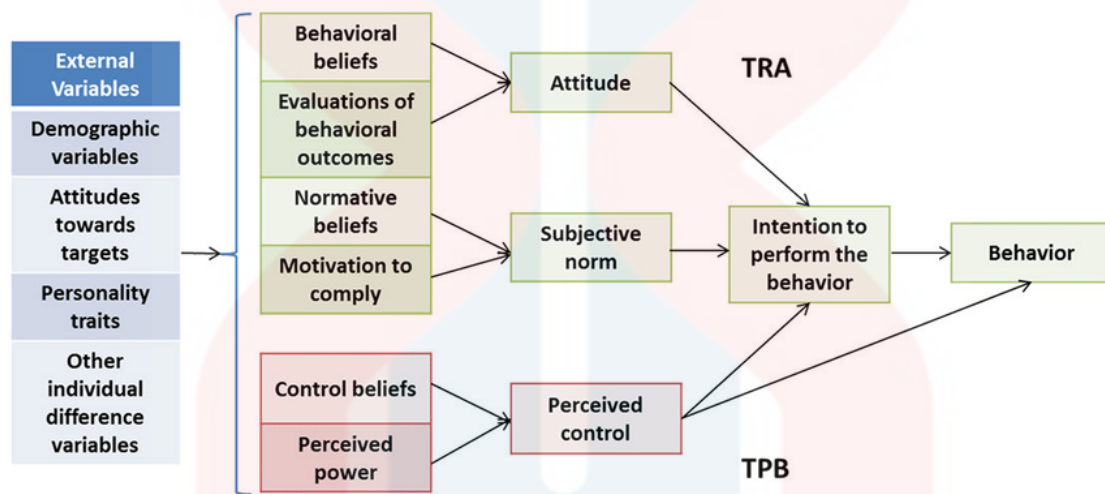 External
Variables
Demographic
variables
Attitudes
towards
targets
Personality
traits
Other
individual
difference
variables
Behavioral
beliefs
Evaluations of
behavioral
outcomes
Normative
beliefs
Motivation to
comply
Control beliefs
Perceived
power
Attitude
Subjective
norm
Perceived
control
TRA
Intention to
perform the
behavior
Behavior
TPB